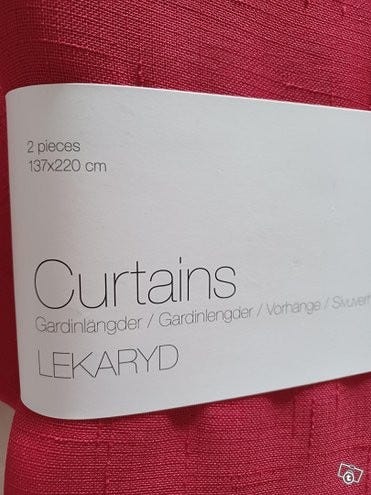 2 pieces
137x220 cm
Curtains
Gardinlängder / Gardinlengder / Vorhänge /
LEKARYD